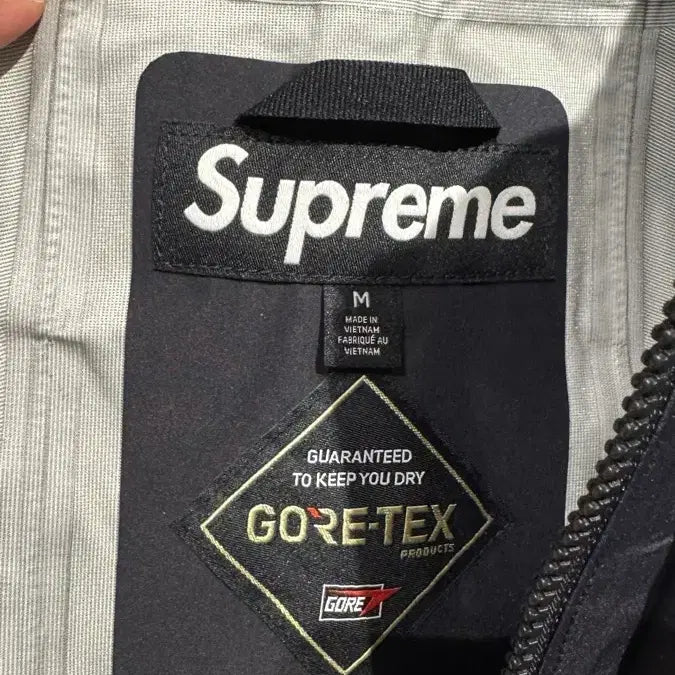 Supreme
M
MADE IN
VIETNAM
FABRIQUÉ AU
VIETNAM
GUARANTEED
TO KEEP YOU DRY
GORE-TEX
PRODUCTS
GORE